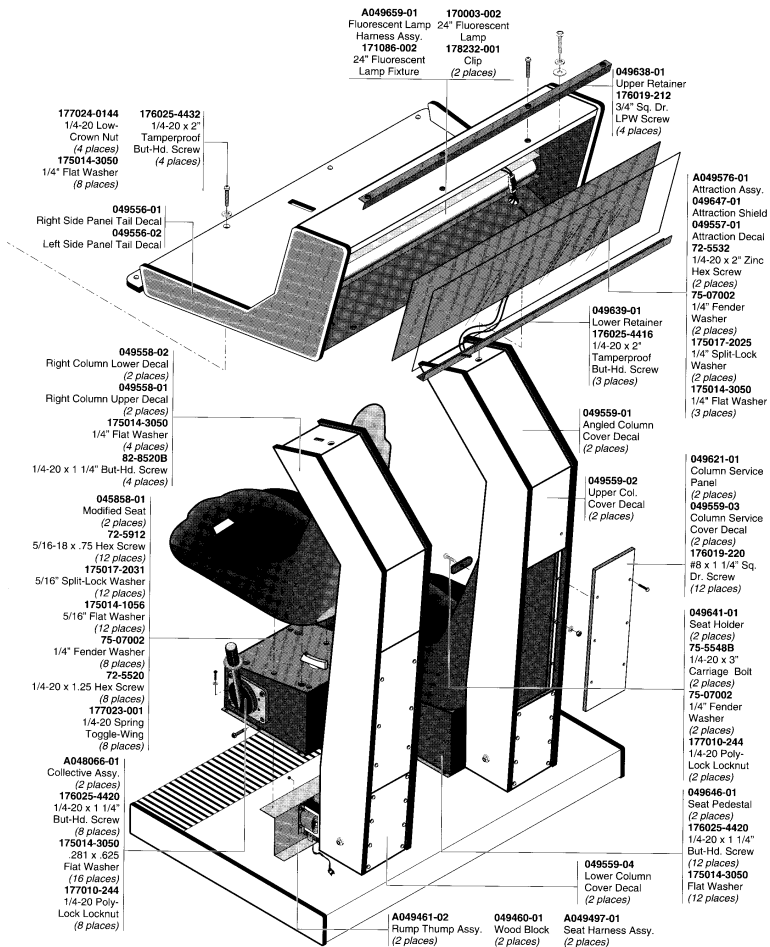 A049659-01
Fluorescent Lamp
Harness Assy.
171086-002
24" Fluorescent
Lamp Fixture
170003-002
24" Fluorescent
Lamp
178232-001
Clip
(2 places)
049638-01
Upper Retainer
176019-212
3/4" Sq. Dr.
LPW Screw
(4 places)
177024-0144
1/4-20 Low-
Crown Nut
(4 places)
175014-3050
1/4" Flat Washer
(8 places)
176025-4432
1/4-20 x 2"
Tamperproof
But-Hd. Screw
(4 places)
049556-01
Right Side Panel Tail Decal
049556-02
Left Side Panel Tail Decal
A049576-01
Attraction Assy.
049647-01
Attraction Shield
049557-01
Attraction Decal
72-5532
1/4-20 x 2" Zinc
Hex Screw
(2 places)
75-07002
1/4" Fender
Washer
(2 places)
175017-2025
1/4" Split-Lock
Washer
(2 places)
175014-3050
1/4" Flat Washer
(3 places)
049639-01
Lower Retainer
176025-4416
1/4-20 x 2"
Tamperproof
But-Hd. Screw
(3 places)
049558-02
Right Column Lower Decal
(2 places)
049558-01
Right Column Upper Decal
(2 places)
175014-3050
1/4" Flat Washer
(4 places)
82-8520B
1/4-20 x 1 1/4" But-Hd. Screw
(4 places)
049559-01
Angled Column
Cover Decal
(2 places)
049559-02
Upper Col.
Cover Decal
(2 places)
049621-01
Column Service
Panel
(2 places)
049559-03
Column Service
Cover Decal
(2 places)
176019-220
#8 x 1 1/4" Sq.
Dr. Screw
(12 places)
045858-01
Modified Seat
(2 places)
72-5912
5/16-18 x .75 Hex Screw
(12 places)
175017-2031
5/16" Split-Lock Washer
(12 places)
175014-1056
5/16" Flat Washer
(12 places)
75-07002
1/4" Fender Washer
(8 places)
72-5520
1/4-20 x 1.25 Hex Screw
(8 places)
177023-001
1/4-20 Spring
Toggle-Wing
(8 places)
049641-01
Seat Holder
(2 places)
75-5548B
1/4-20 x 3"
Carriage Bolt
(2 places)
75-07002
1/4" Fender
Washer
(2 places)
177010-244
1/4-20 Poly-
Lock Locknut
(2 places)
A048066-01
Collective Assy.
(2 places)
176025-4420
1/4-20 x 1 1/4"
But-Hd. Screw
(8 places)
175014-3050
.281 x .625
Flat Washer
(16 places)
177010-244
1/4-20 Poly-
Lock Locknut
(8 places)
049646-01
Seat Pedestal
(2 places)
176025-4420
1/4-20 x 1 1/4"
But-Hd. Screw
(12 places)
175014-3050
Flat Washer
(12 places)
049559-04
Lower Column
Cover Decal
(2 places)
A049461-02
Rump Thump Assy.
(2 places)
049460-01
Wood Block
(2 places)
A049497-01
Seat Harness Assy.
(2 places)